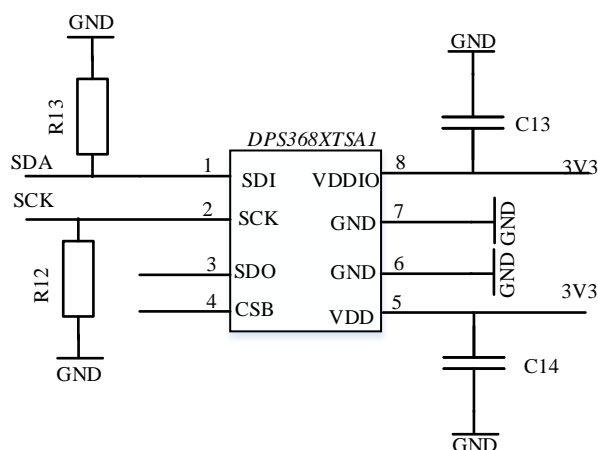 GND
GND
R13
C13
DPS368XTSA1
SDA
1
8
3V3
SDI
VDDIO
SCK
2
7
SCK
GND
GND
3
6
SDO
GND
GND
R12
4
5
3V3
CSB
VDD
GND
C14
GND